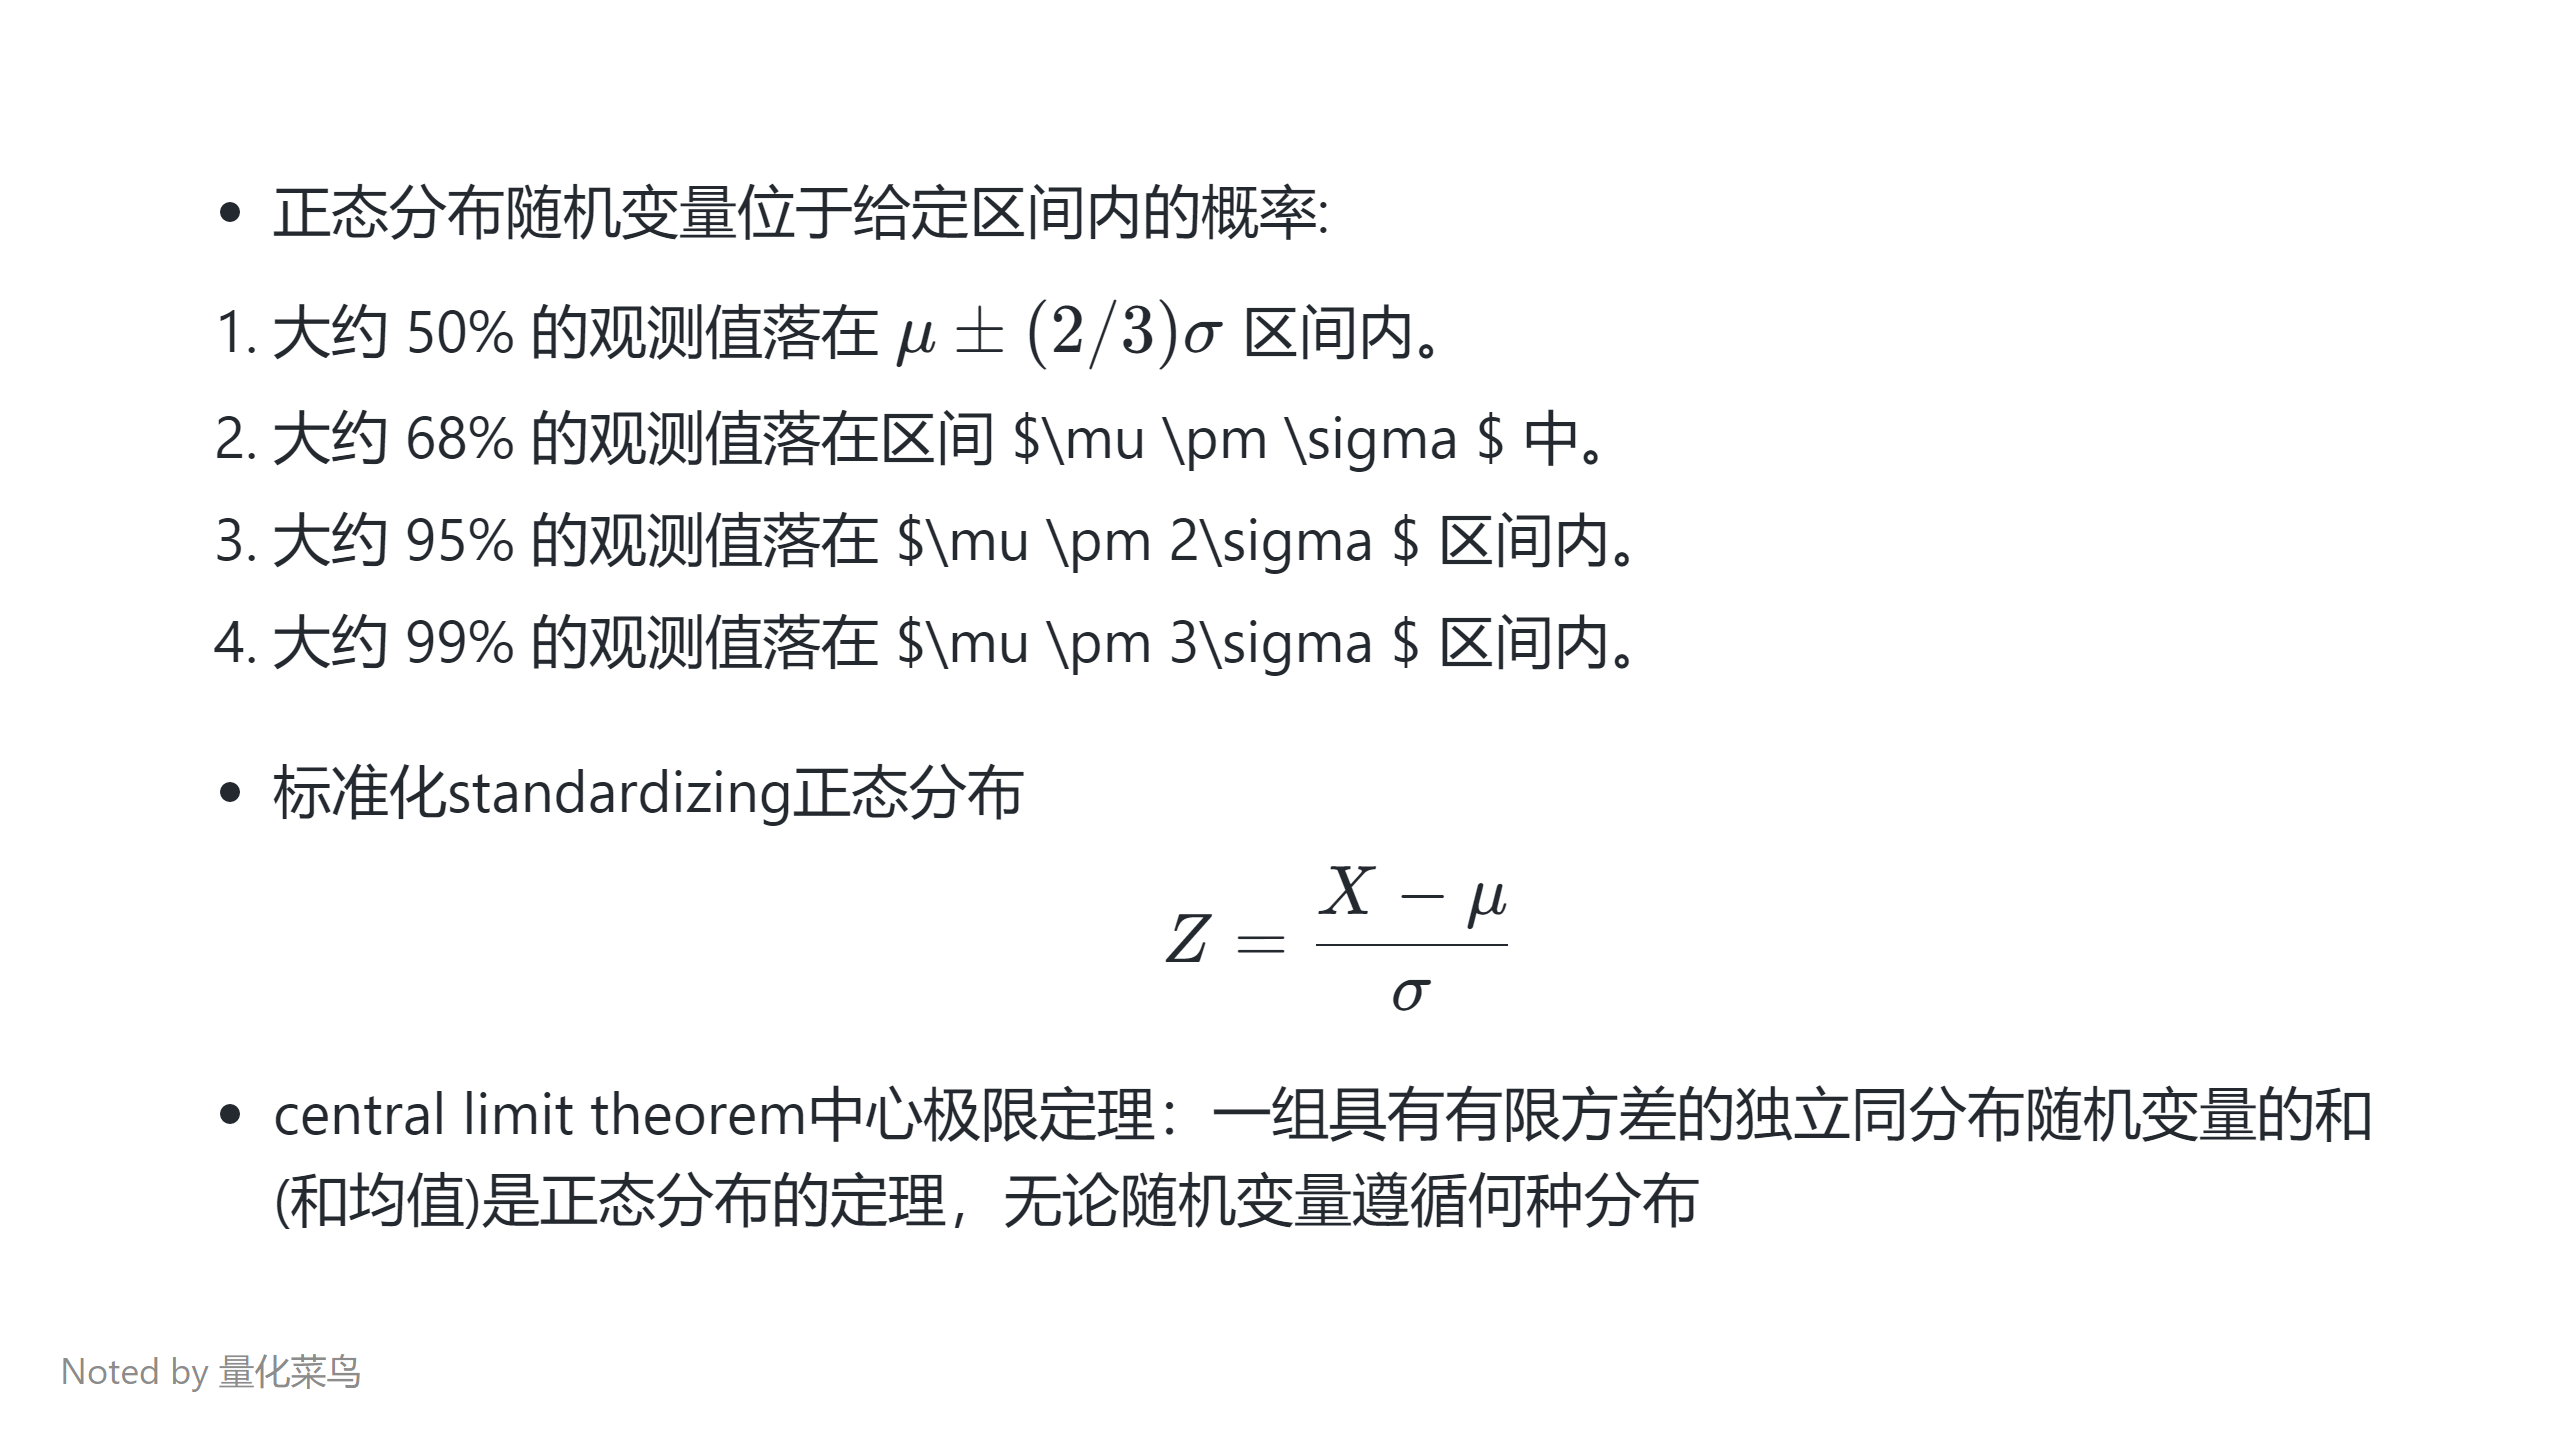 • 正态分布随机变量位于给定区间内的概率:
1. 大约 50% 的观测值落在 μ ± (2/3)σ 区间内。
2. 大约 68% 的观测值落在区间 $\mu \pm \sigma $ 中。
3. 大约 95% 的观测值落在 $\mu \pm 2\sigma $ 区间内。
4. 大约 99% 的观测值落在 $\mu \pm 3\sigma $ 区间内。
• 标准化standardizing正态分布
Z = (X − μ) / σ
• central limit theorem中心极限定理：一组具有有限方差的独立同分布随机变量的和
(和均值)是正态分布的定理，无论随机变量遵循何种分布
Noted by 量化菜鸟